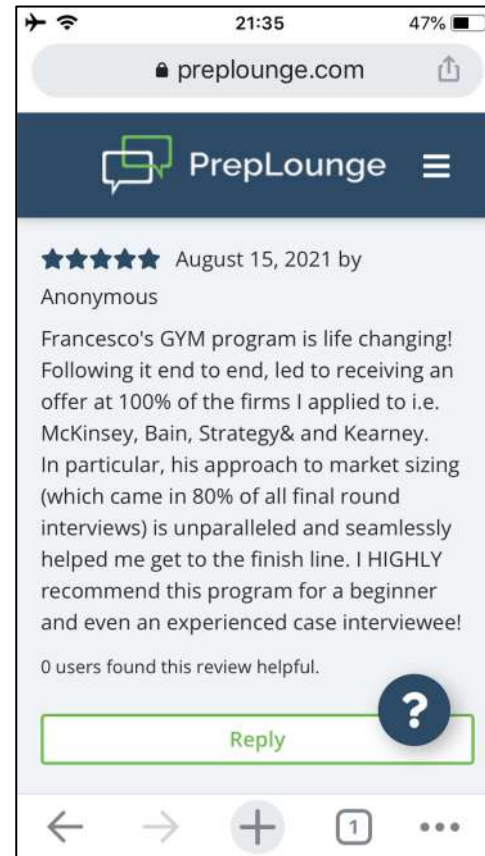 21:35
47%
preplounge.com
PrepLounge
August 15, 2021 by
Anonymous
Francesco's GYM program is life changing!
Following it end to end, led to receiving an
offer at 100% of the firms I applied to i.e.
McKinsey, Bain, Strategy& and Kearney.
In particular, his approach to market sizing
(which came in 80% of all final round
interviews) is unparalleled and seamlessly
helped me get to the finish line. I HIGHLY
recommend this program for a beginner
and even an experienced case interviewee!
0 users found this review helpful.
?
Reply
1